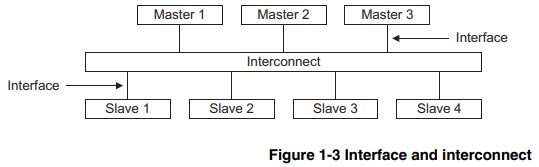 Master 1 Master 2 Master 3
Interface
Interconnect
Interface
Slave 1 Slave 2 Slave 3 Slave 4
Figure 1-3 Interface and interconnect